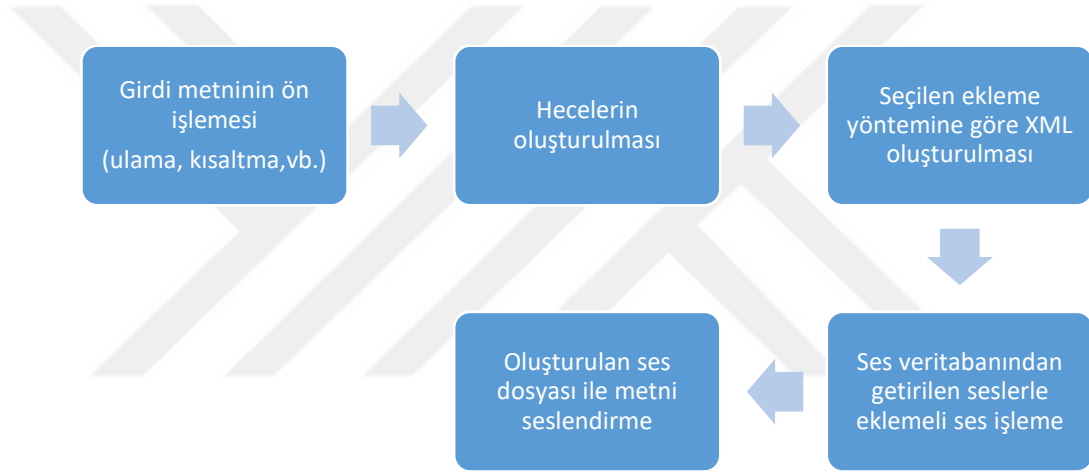 Girdi metninin ön
işlemesi
(ulama, kısaltma,vb.)
Hecelerin
oluşturulması
Seçilen ekleme
yöntemine göre XML
oluşturulması
Ses veritabanından
getirilen seslerle
eklemeli ses işleme
Oluşturulan ses
dosyası ile metni
seslendirme